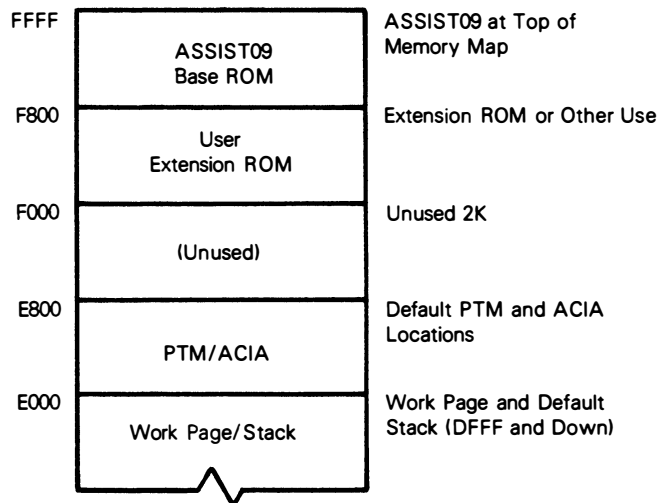 FFFF
ASSIST09
Base ROM
ASSIST09 at Top of
Memory Map
F800
User
Extension ROM
Extension ROM or Other Use
F000
(Unused)
Unused 2K
E800
PTM/ACIA
Default PTM and ACIA
Locations
E000
Work Page/Stack
Work Page and Default
Stack (DFFF and Down)